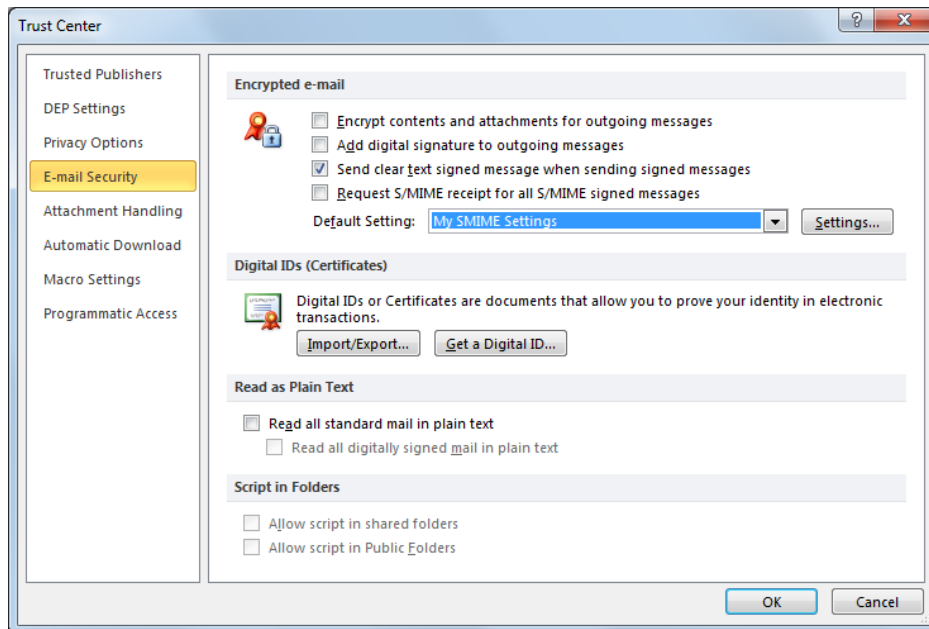 Trust Center
Trusted Publishers
DEP Settings
Privacy Options
E-mail Security
Attachment Handling
Automatic Download
Macro Settings
Programmatic Access
Encrypted e-mail
Encrypt contents and attachments for outgoing messages
Add digital signature to outgoing messages
Send clear text signed message when sending signed messages
Request S/MIME receipt for all S/MIME signed messages
Default Setting: My SMIME Settings Settings...
Digital IDs (Certificates)
Digital IDs or Certificates are documents that allow you to prove your identity in electronic
transactions.
Import/Export... Get a Digital ID...
Read as Plain Text
Read all standard mail in plain text
Read all digitally signed mail in plain text
Script in Folders
Allow script in shared folders
Allow script in Public Folders
OK Cancel